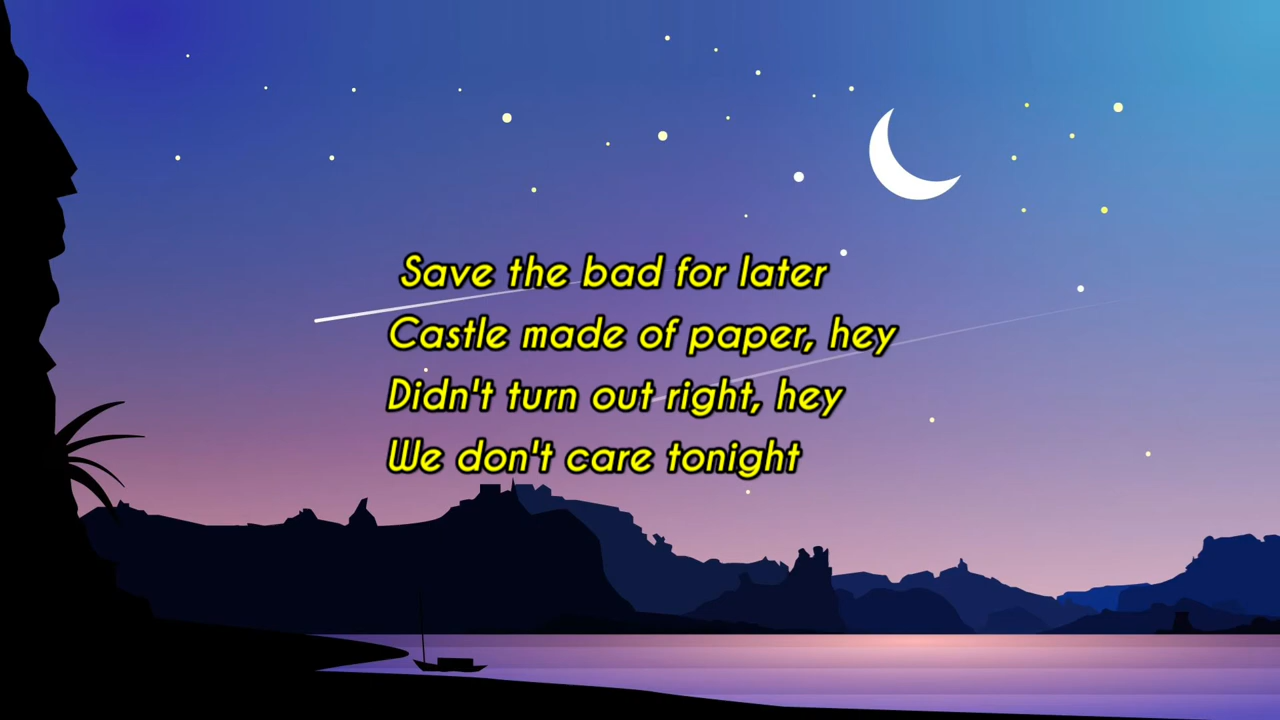 Save the bad for later
Castle made of paper, hey
Didn't turn out right, hey
We don't care tonight